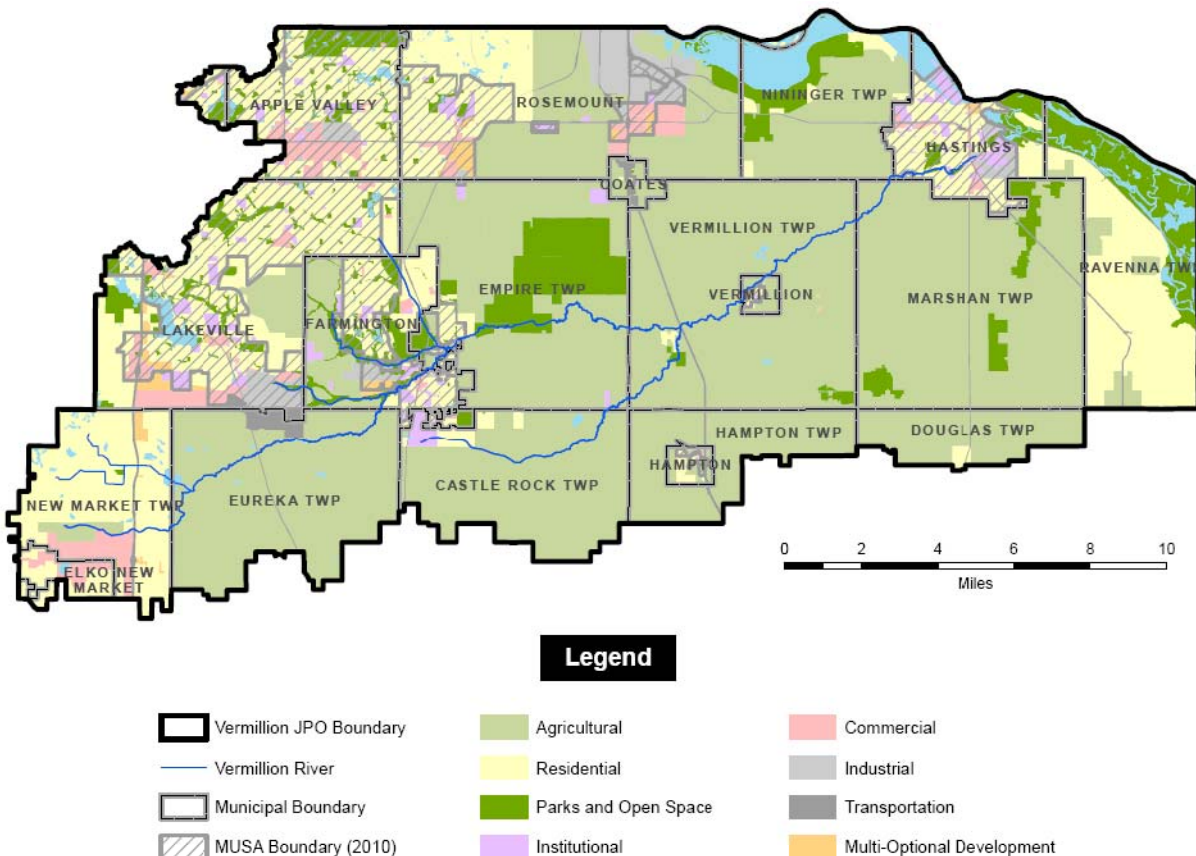 APPLE VALLEY
ROSEMOUNT
NININGER TWP
HASTINGS
COATES
VERMILLION TWP
RAVENNA TWP
EMPIRE TWP
VERMILLION
MARSHAN TWP
LAKEVILLE
FARMINGTON
HAMPTON TWP
DOUGLAS TWP
HAMPTON
NEW MARKET TWP
EUREKA TWP
CASTLE ROCK TWP
ELKO NEW
MARKET
0 2 4 6 8 10
Miles
Legend
Vermillion JPO Boundary
Vermillion River
Municipal Boundary
MUSA Boundary (2010)
Agricultural
Residential
Parks and Open Space
Institutional
Commercial
Industrial
Transportation
Multi-Optional Development